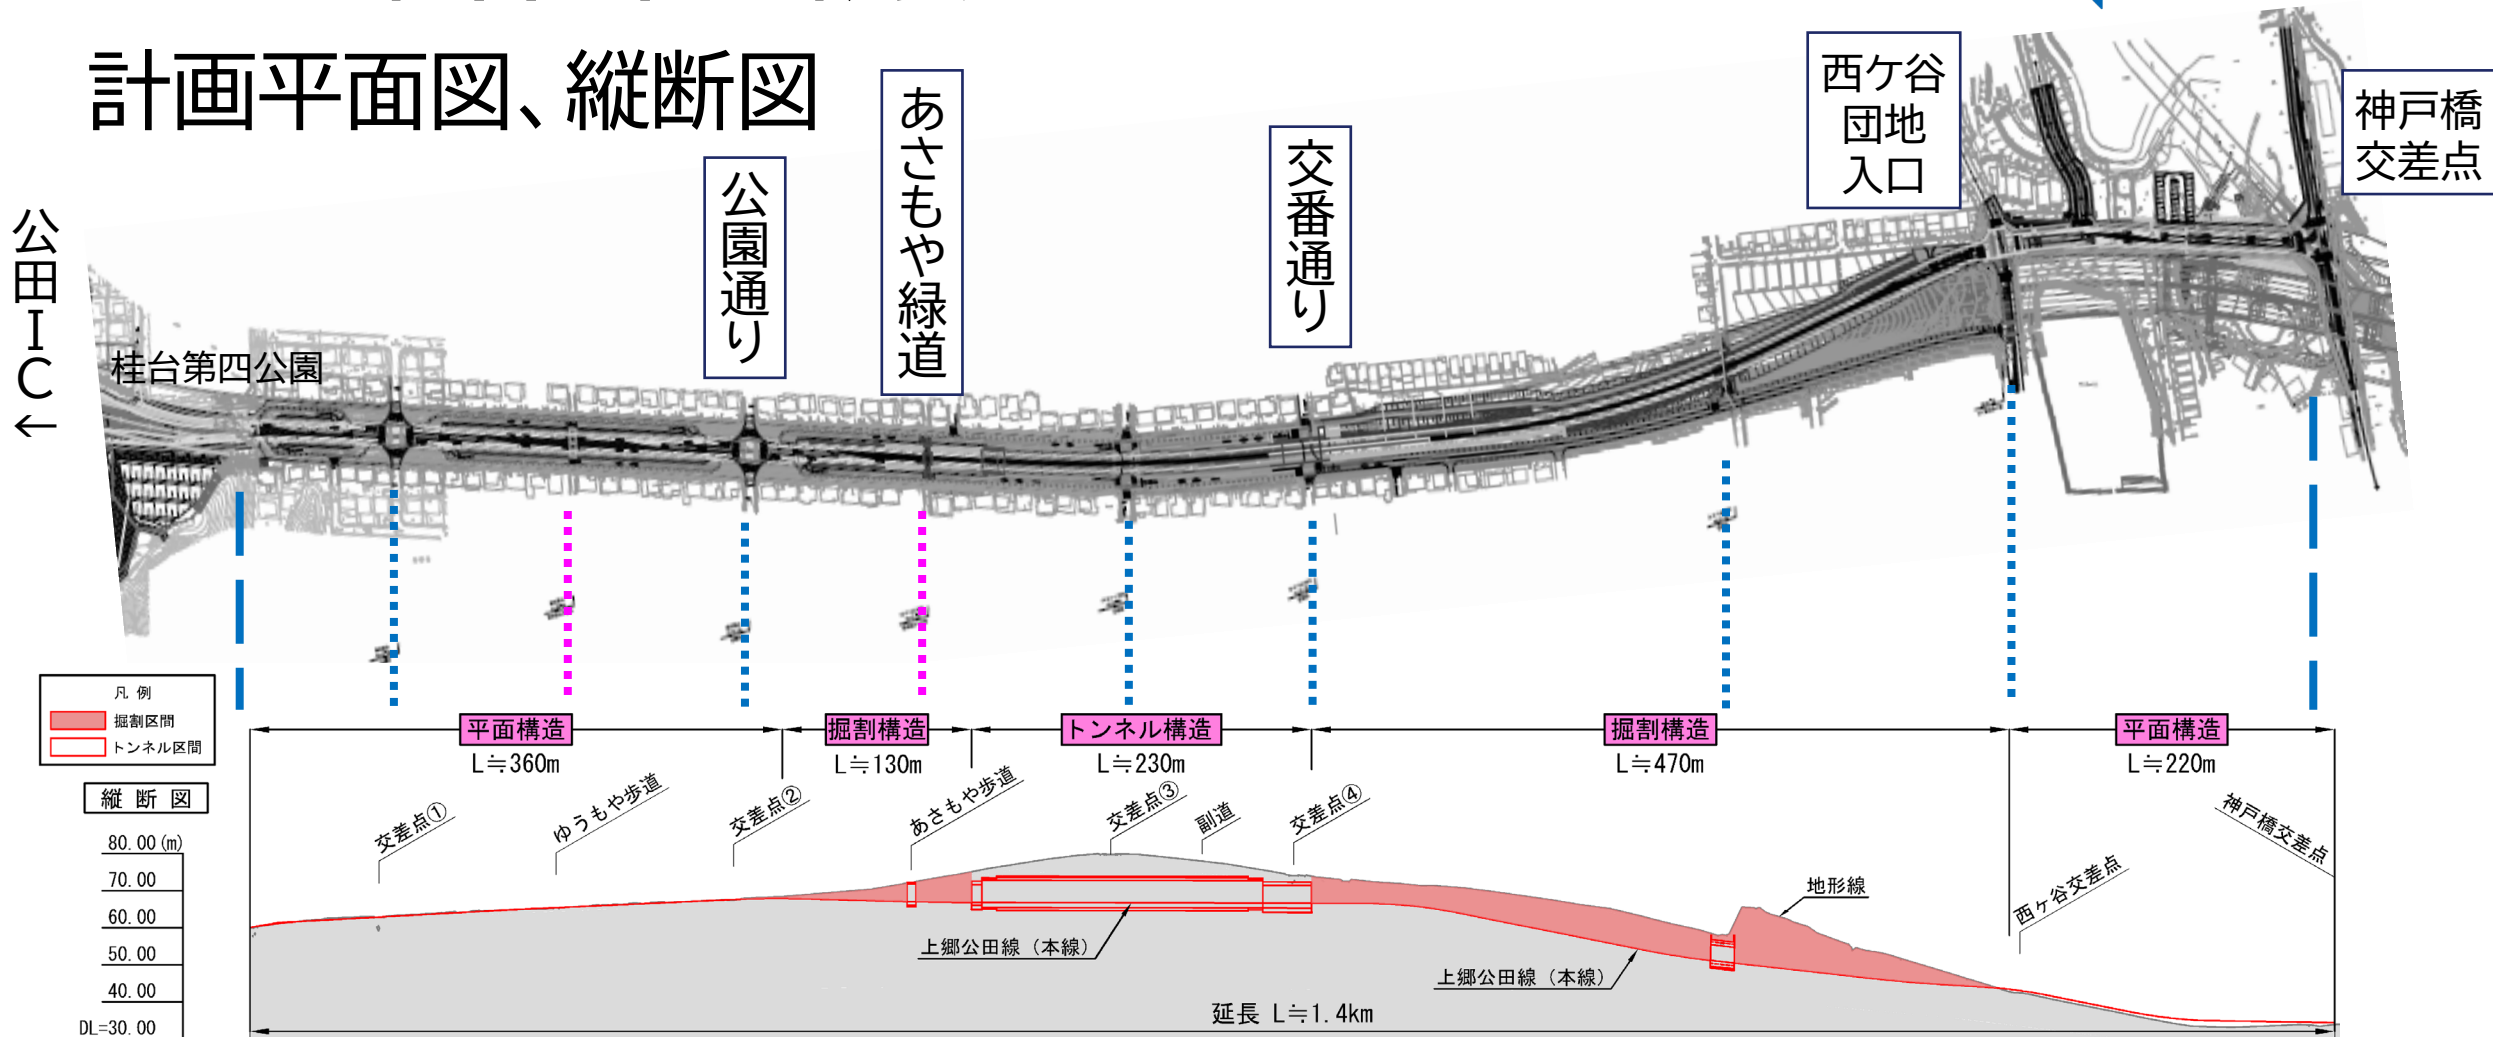 計画平面図、縦断図
公田IC←
桂台第四公園
公園通り
あさもや緑道
交番通り
西ケ谷
団地
入口
神戸橋
交差点
凡 例
掘割区間
トンネル区間
縦 断 図
平面構造
L≒360m
掘割構造
L≒130m
トンネル構造
L≒230m
掘割構造
L≒470m
平面構造
L≒220m
交差点①
ゆうもや歩道
交差点②
あさもや歩道
交差点③
副道
交差点④
地形線
西ケ谷交差点
神戸橋交差点
80.00(m)
70.00
60.00
50.00
40.00
DL=30.00
上郷公田線（本線）
上郷公田線（本線）
延長 L≒1.4km